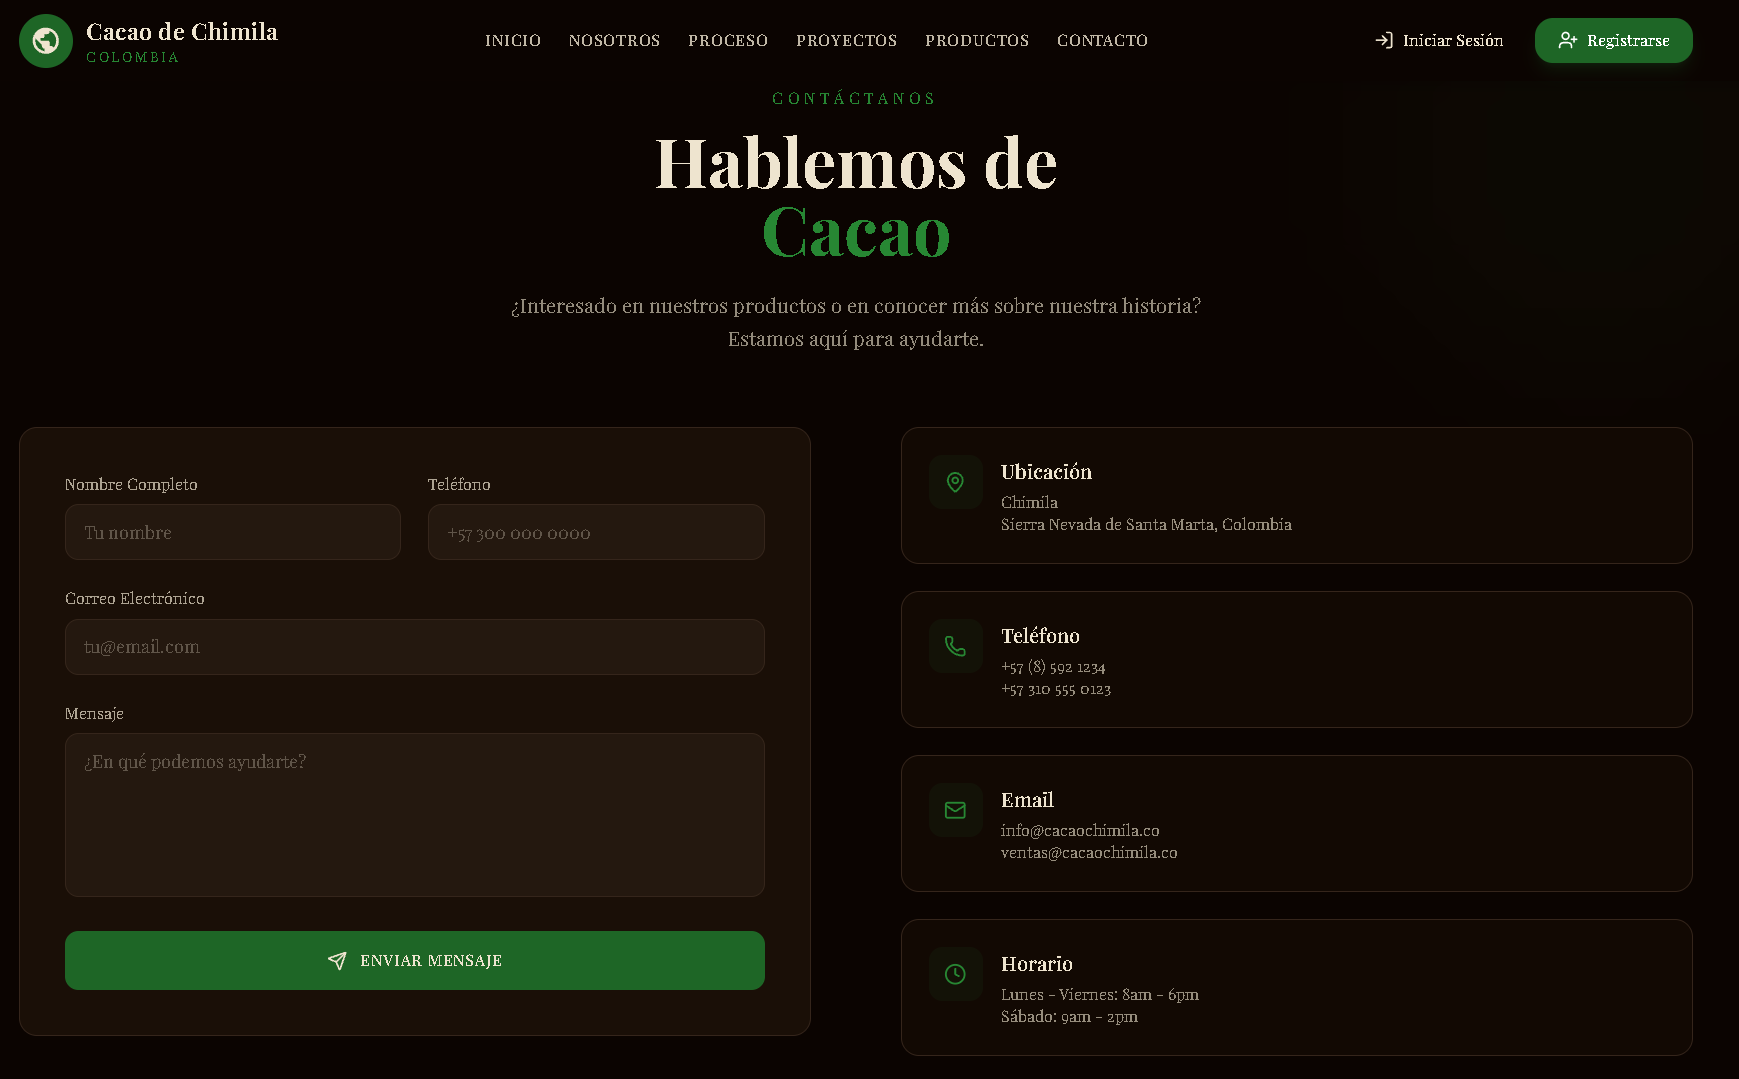 Cacao de Chimila
COLOMBIA
INICIO
NOSOTROS
PROCESO
PROYECTOS
PRODUCTOS
CONTACTO
Iniciar Sesión
Registrarse
CONTÁCTANOS
Hablemos de
Cacao
¿Interesado en nuestros productos o en conocer más sobre nuestra historia?
Estamos aquí para ayudarte.
Nombre Completo
Tu nombre
Teléfono
+57 300 000 0000
Correo Electrónico
tu@email.com
Mensaje
¿En qué podemos ayudarte?
ENVIAR MENSAJE
Ubicación
Chimila
Sierra Nevada de Santa Marta, Colombia
Teléfono
+57 (8) 592 1234
+57 310 555 0123
Email
info@cacaochimila.co
ventas@cacaochimila.co
Horario
Lunes - Viernes: 8am - 6pm
Sábado: 9am - 2pm